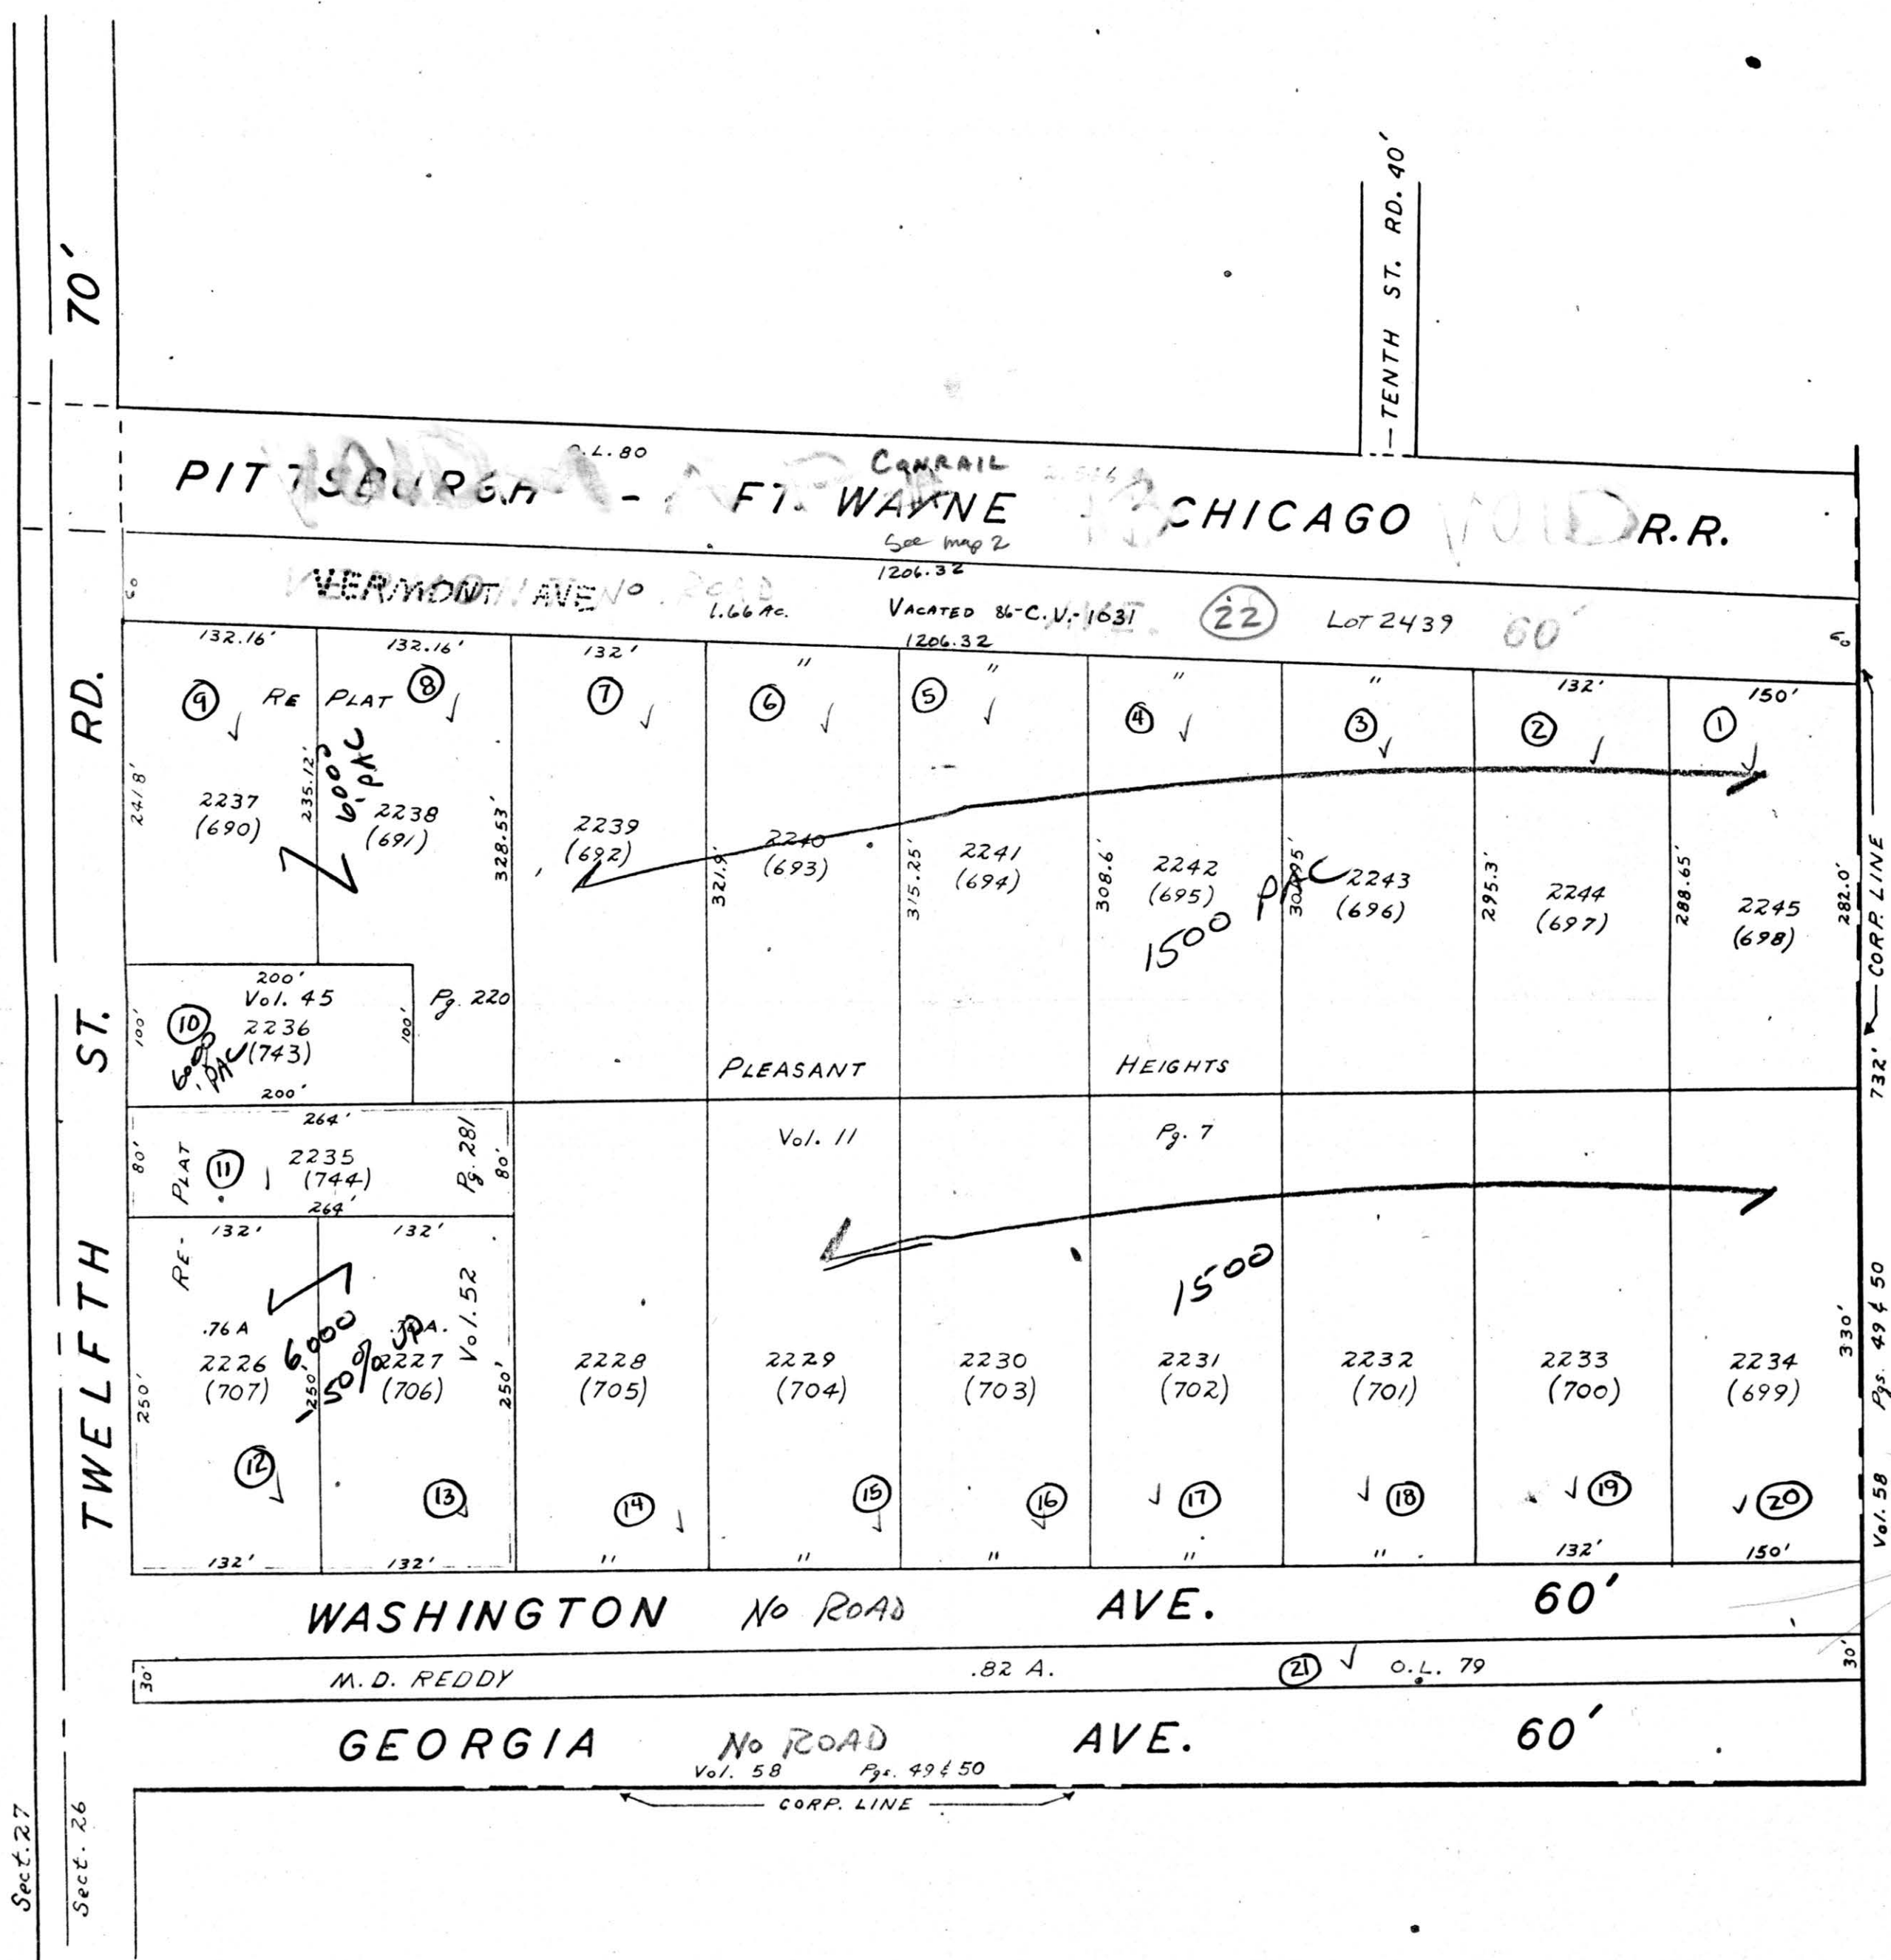 70'
TENTH ST. RD. 40'
O.L. 80
CONRAIL
PITTSBURGH - FT. WAYNE CHICAGO R.R.
See map 2
1206.32
VERMONT AVE NO ROAD
60
1.66 AC. VACATED 86-C.V.-1031 22 LOT 2439 60'
1206.32
60
132.16' 132.16' 132' " " " " 132' 150'
9 RE PLAT 8 7 6 5 4 3 2 1
241.8' 235.12' 328.53' 321.9' 315.25' 308.6' 295.3' 288.65' 282.0'
6000 PAC
2237 2238 2239 2240 2241 2242 2243 2244 2245
(690) (691) (692) (693) (694) (695) (696) (697) (698)
1500 PAC
CORP. LINE
732'
200'
Vol. 45 Pg. 220
10 2236
(743)
100' 100'
6000 PAC
200'
PLEASANT HEIGHTS
264'
Vol. 11 Pg. 7
80' PLAT 11 2235 Pg. 281 80'
(744)
264'
132' 132'
RE-
Vol. 52
1500
.76 A
6000
-50% UP
2226 2227 2228 2229 2230 2231 2232 2233 2234
(707) (706) (705) (704) (703) (702) (701) (700) (699)
250' 250' 250' 330'
12 13 14 15 16 17 18 19 20
132' 132' " " " " " 132' 150'
Vol. 58 Pgs. 49 & 50
TWELFTH ST. RD.
WASHINGTON NO ROAD AVE. 60'
30' M.D. REDDY .82 A. 21 O.L. 79 30'
GEORGIA NO ROAD AVE. 60'
Vol. 58 Pgs. 49 & 50
CORP. LINE
Sect. 27
Sect. 26